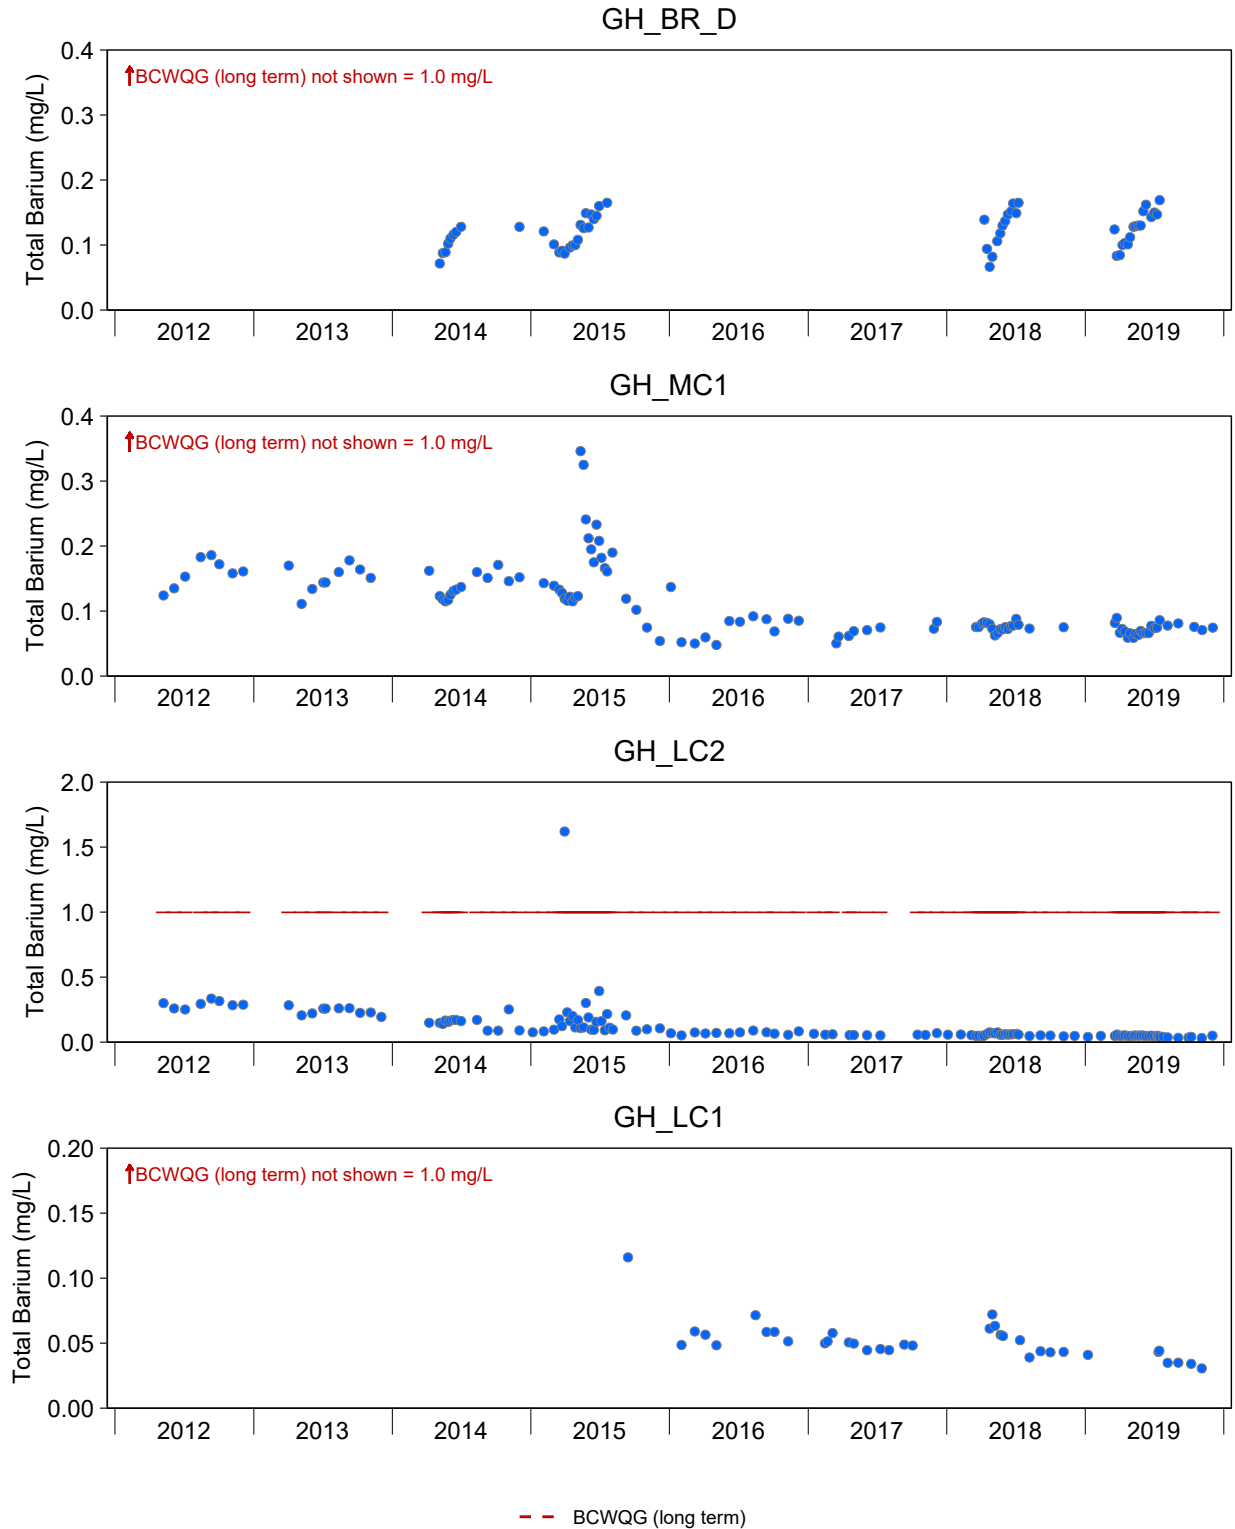 GH_BR_D
Total Barium (mg/L)
0.4
0.3
0.2
0.1
0.0
BCWQG (long term) not shown = 1.0 mg/L
2012 2013 2014 2015 2016 2017 2018 2019
GH_MC1
Total Barium (mg/L)
0.4
0.3
0.2
0.1
0.0
BCWQG (long term) not shown = 1.0 mg/L
2012 2013 2014 2015 2016 2017 2018 2019
GH_LC2
Total Barium (mg/L)
2.0
1.5
1.0
0.5
0.0
2012 2013 2014 2015 2016 2017 2018 2019
GH_LC1
Total Barium (mg/L)
0.20
0.15
0.10
0.05
0.00
BCWQG (long term) not shown = 1.0 mg/L
2012 2013 2014 2015 2016 2017 2018 2019
BCWQG (long term)